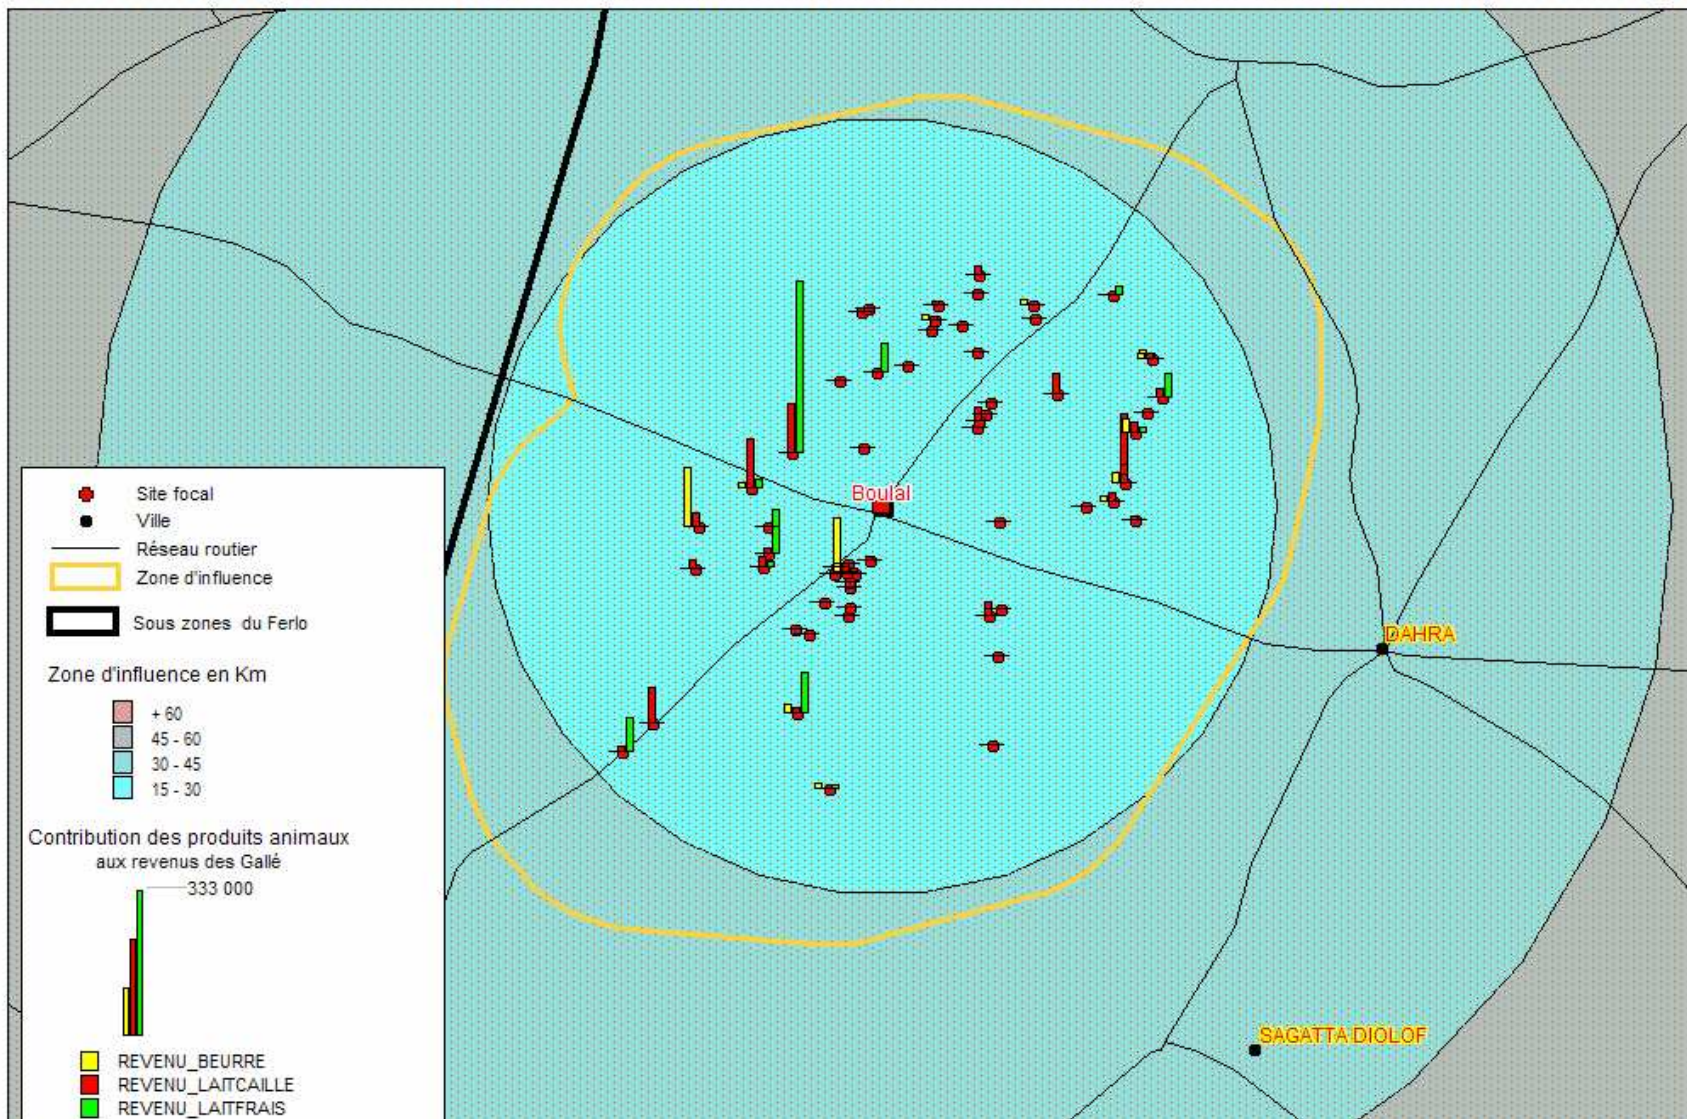 Boulal
DAHRA
SAGATTA DIOLOF
Site focal
Ville
Réseau routier
Zone d'influence
Sous zones du Ferlo
Zone d'influence en Km
+ 60
45 - 60
30 - 45
15 - 30
Contribution des produits animaux
aux revenus des Gallé
333 000
REVENU_BEURRE
REVENU_LAITCAILLE
REVENU_LAITFRAIS